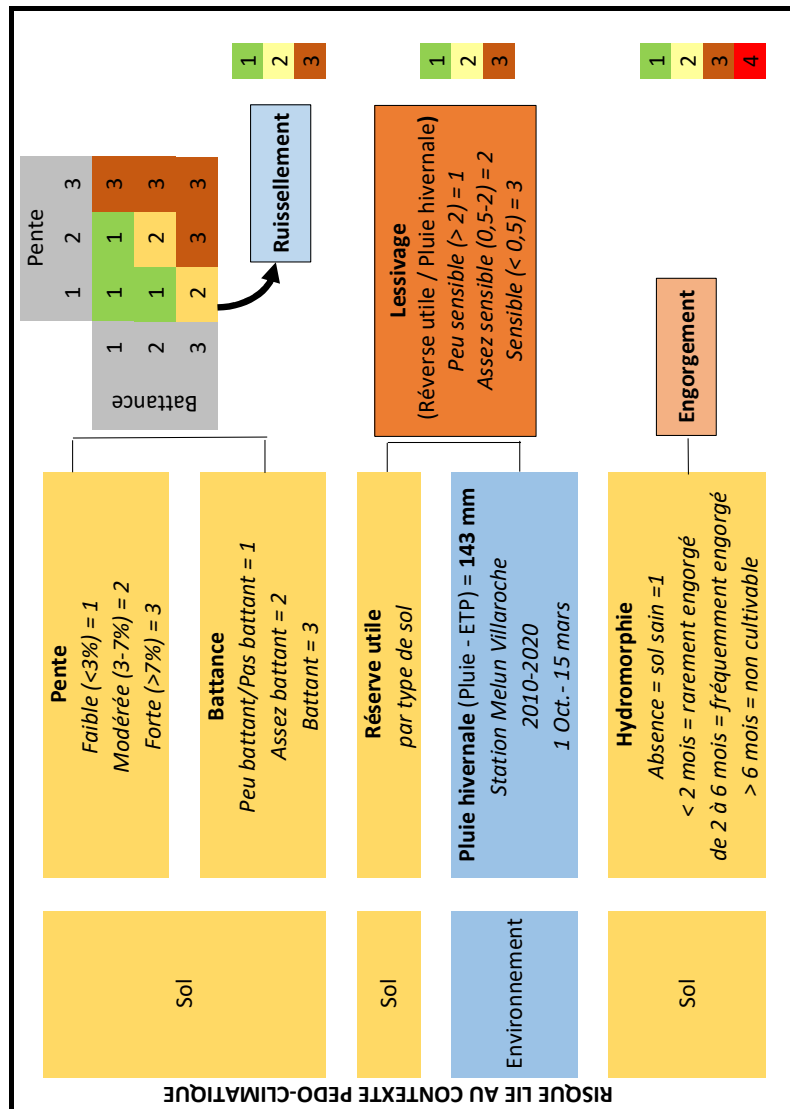 RISQUE LIE AU CONTEXTE PEDO-CLIMATIQUE
Sol
Pente
Faible (<3%) = 1
Modérée (3-7%) = 2
Forte (>7%) = 3
Battance
Peu battant/Pas battant = 1
Assez battant = 2
Battant = 3
Pente
1 2 3
Battance
1 1 1 3
2 1 2 3
3 2 3 3
Ruissellement
1
2
3
Sol
Réserve utile
par type de sol
Environnement
Pluie hivernale (Pluie - ETP) = 143 mm
Station Melun Villaroche
2010-2020
1 Oct.- 15 mars
Lessivage
(Réverse utile / Pluie hivernale)
Peu sensible (> 2) = 1
Assez sensible (0,5-2) = 2
Sensible (< 0,5) = 3
1
2
3
Sol
Hydromorphie
Absence = sol sain =1
< 2 mois = rarement engorgé
de 2 à 6 mois = fréquemment engorgé
> 6 mois = non cultivable
Engorgement
1
2
3
4